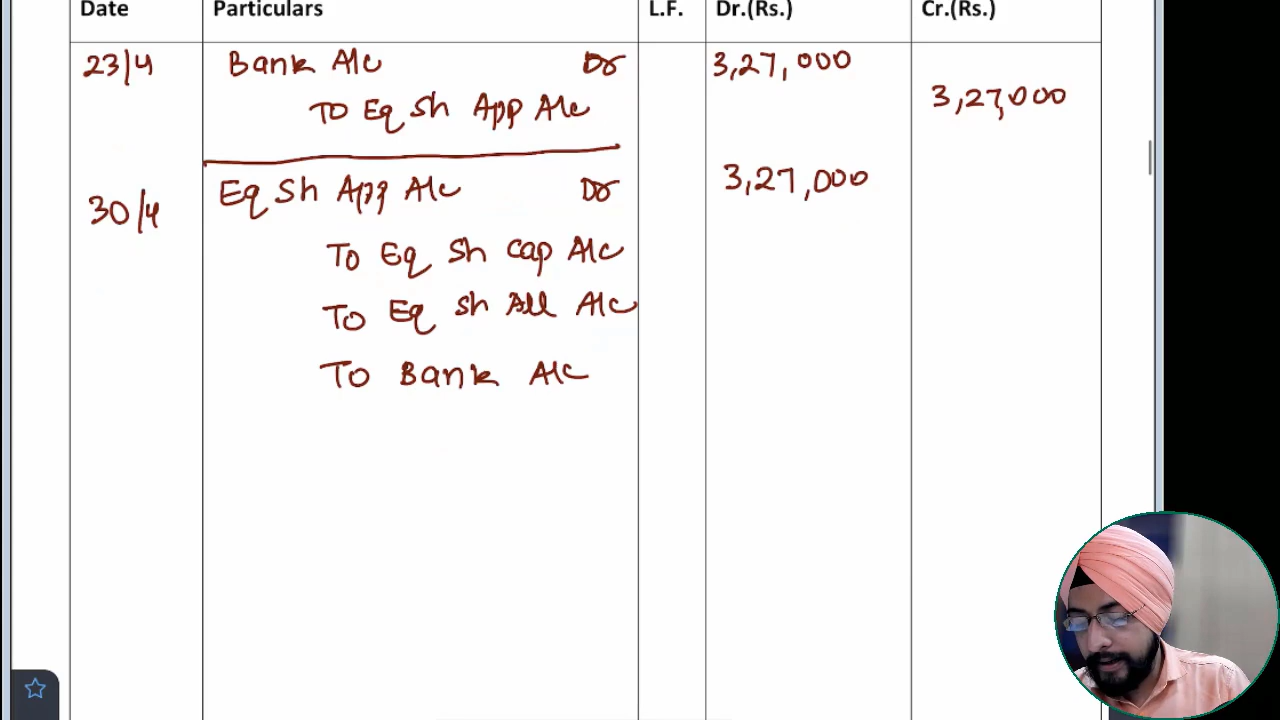 Date Particulars L.F. Dr.(Rs.) Cr.(Rs.)
23/4 Bank A/c Dr 3,27,000
To Eq Sh App A/c 3,27,000
30/4 Eq Sh App A/c Dr 3,27,000
To Eq Sh Cap A/c
To Eq Sh All A/c
To Bank A/c